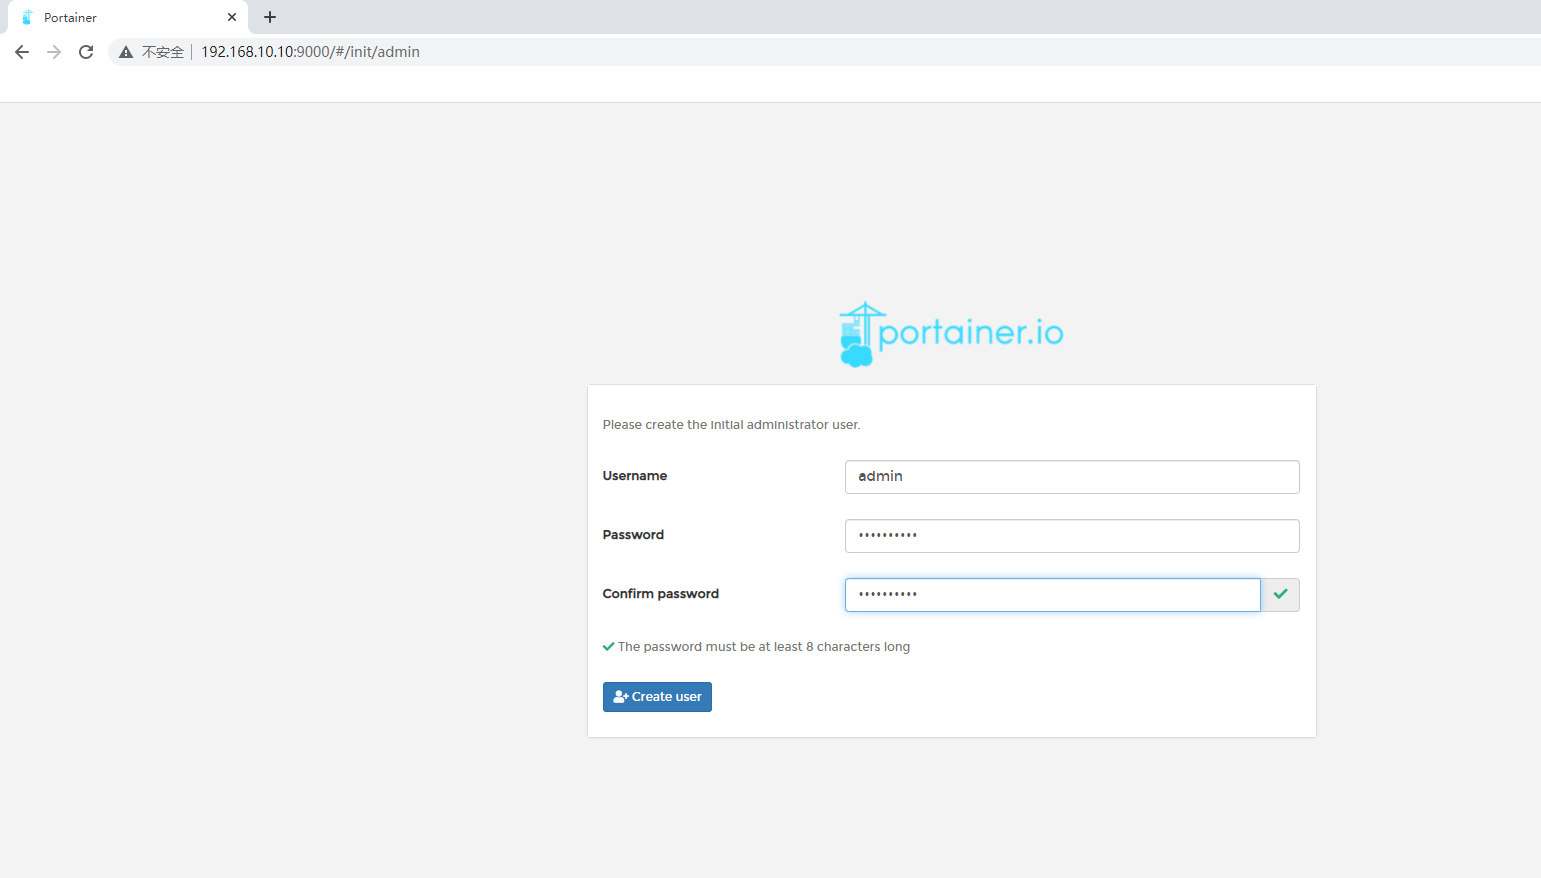 Portainer
不安全 192.168.10.10:9000/#/init/admin
portainer.io
Please create the initial administrator user.
Username admin
Password ••••••••••
Confirm password ••••••••••
The password must be at least 8 characters long
Create user